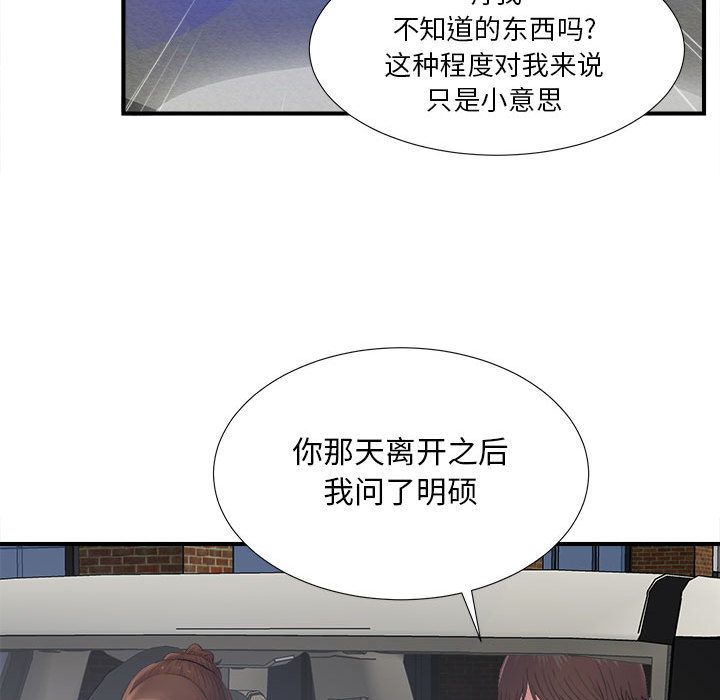 不知道的东西吗?
这种程度对我来说
只是小意思
你那天离开之后
我问了明硕